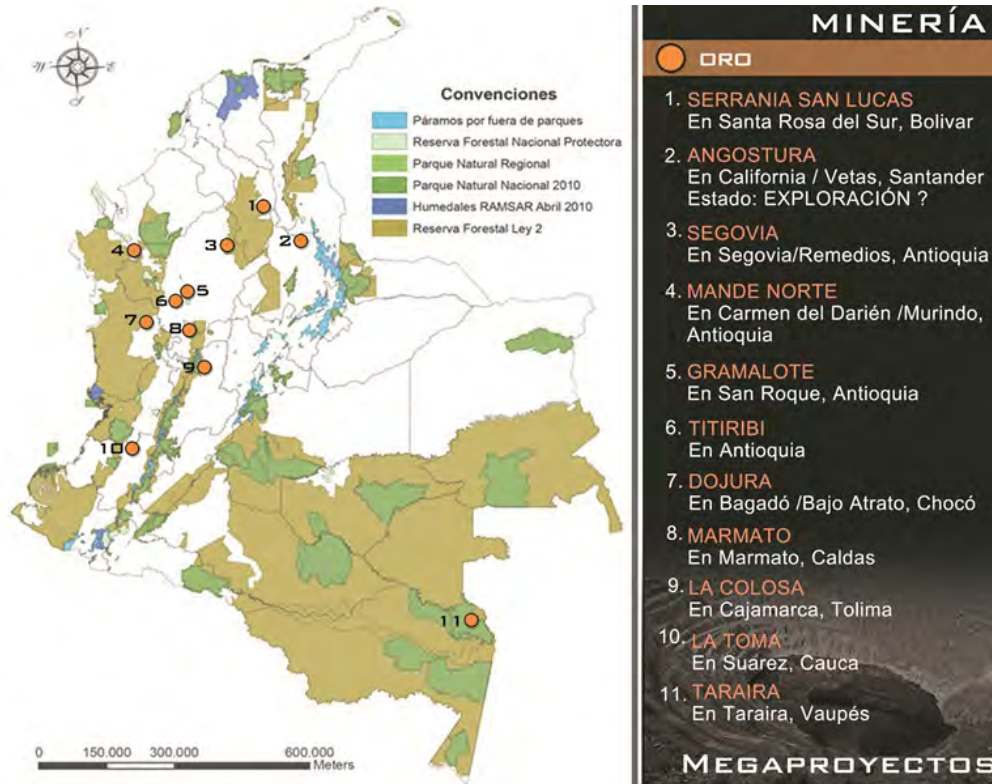 N
W
E
S
Convenciones
Páramos por fuera de parques
Reserva Forestal Nacional Protectora
Parque Natural Regional
Parque Natural Nacional 2010
Humedales RAMSAR Abril 2010
Reserva Forestal Ley 2
1
2
3
4
5
6
7
8
9
10
11
0 150.000 300.000 600.000
Meters
MINERÍA
ORO
1. SERRANIA SAN LUCAS
En Santa Rosa del Sur, Bolivar
2. ANGOSTURA
En California / Vetas, Santander
Estado: EXPLORACIÓN ?
3. SEGOVIA
En Segovia/Remedios, Antioquia
4. MANDE NORTE
En Carmen del Darién /Murindo,
Antioquia
5. GRAMALOTE
En San Roque, Antioquia
6. TITIRIBI
En Antioquia
7. DOJURA
En Bagadó /Bajo Atrato, Chocó
8. MARMATO
En Marmato, Caldas
9. LA COLOSA
En Cajamarca, Tolima
10. LA TOMA
En Suárez, Cauca
11. TARAIRA
En Taraira, Vaupés
MEGAPROYECTOS